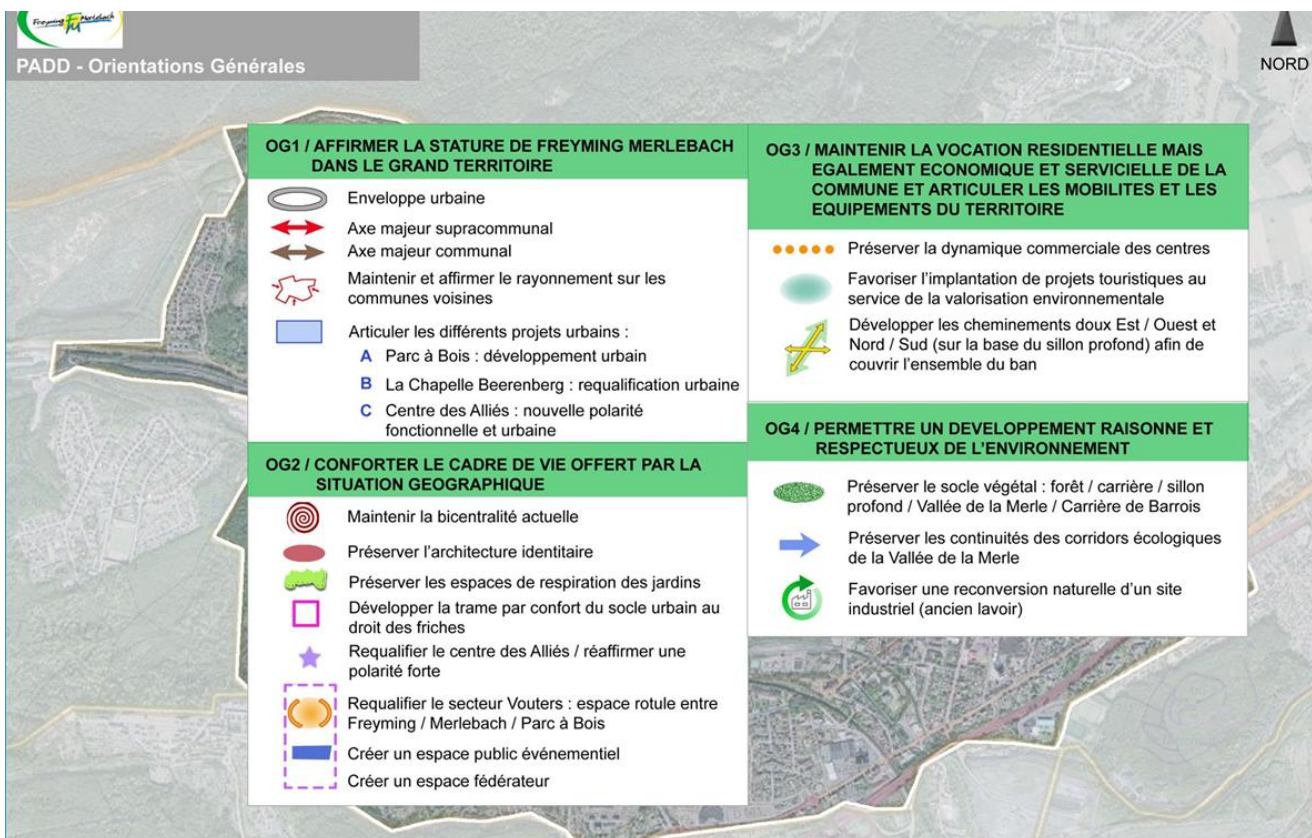 Freyming Merlebach
PADD - Orientations Générales
NORD
OG1 / AFFIRMER LA STATURE DE FREYMING MERLEBACH
DANS LE GRAND TERRITOIRE
Enveloppe urbaine
Axe majeur supracommunal
Axe majeur communal
Maintenir et affirmer le rayonnement sur les
communes voisines
Articuler les différents projets urbains :
A Parc à Bois : développement urbain
B La Chapelle Beerenberg : requalification urbaine
C Centre des Alliés : nouvelle polarité
fonctionnelle et urbaine
OG2 / CONFORTER LE CADRE DE VIE OFFERT PAR LA
SITUATION GEOGRAPHIQUE
Maintenir la bicentralité actuelle
Préserver l'architecture identitaire
Préserver les espaces de respiration des jardins
Développer la trame par confort du socle urbain au
droit des friches
Requalifier le centre des Alliés / réaffirmer une
polarité forte
Requalifier le secteur Vouters : espace rotule entre
Freyming / Merlebach / Parc à Bois
Créer un espace public événementiel
Créer un espace fédérateur
OG3 / MAINTENIR LA VOCATION RESIDENTIELLE MAIS
EGALEMENT ECONOMIQUE ET SERVICIELLE DE LA
COMMUNE ET ARTICULER LES MOBILITES ET LES
EQUIPEMENTS DU TERRITOIRE
Préserver la dynamique commerciale des centres
Favoriser l'implantation de projets touristiques au
service de la valorisation environnementale
Développer les cheminements doux Est / Ouest et
Nord / Sud (sur la base du sillon profond) afin de
couvrir l'ensemble du ban
OG4 / PERMETTRE UN DEVELOPPEMENT RAISONNE ET
RESPECTUEUX DE L'ENVIRONNEMENT
Préserver le socle végétal : forêt / carrière / sillon
profond / Vallée de la Merle / Carrière de Barrois
Préserver les continuités des corridors écologiques
de la Vallée de la Merle
Favoriser une reconversion naturelle d'un site
industriel (ancien lavoir)